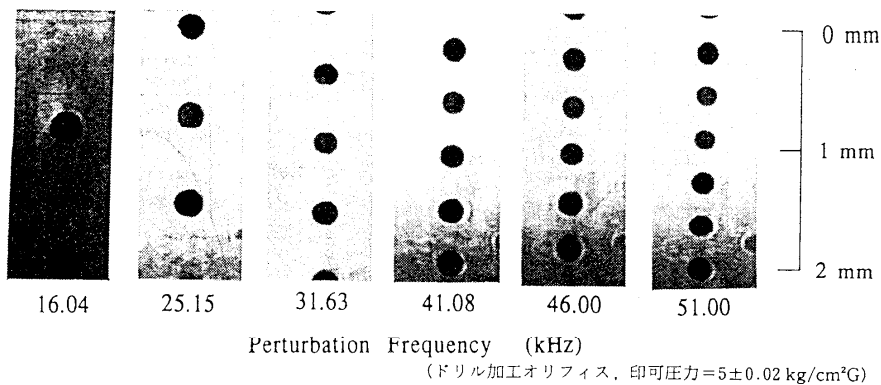 0 mm
1 mm
2 mm
16.04 25.15 31.63 41.08 46.00 51.00
Perturbation Frequency (kHz)
(ドリル加工オリフィス, 印可圧力=5±0.02 kg/cm²G)